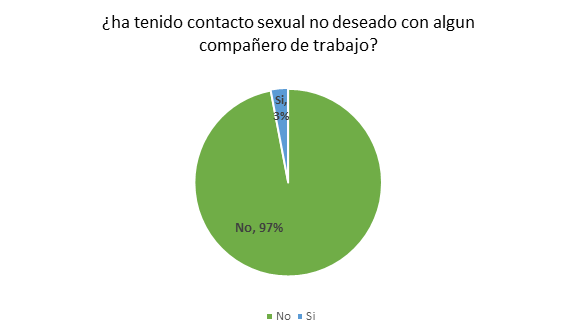 ¿ha tenido contacto sexual no deseado con algun
compañero de trabajo?
Si,
3%
No, 97%
No Si